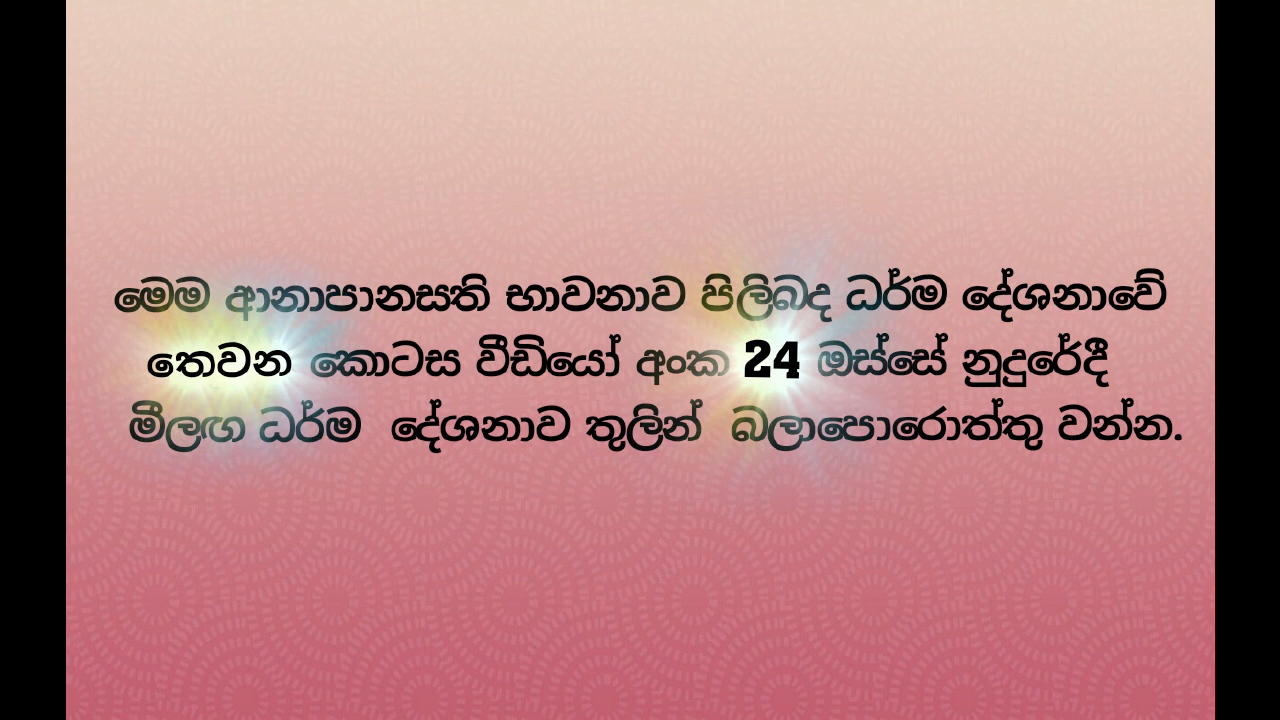 මෙම ආනාපානසති භාවනාව පිලිබද ධර්ම දේශනාවේ
තෙවන කොටස වීඩියෝ අංක 24 ඔස්සේ නුදුරේදී
මීලඟ ධර්ම දේශනාව තුලින් බලාපොරොත්තු වන්න.